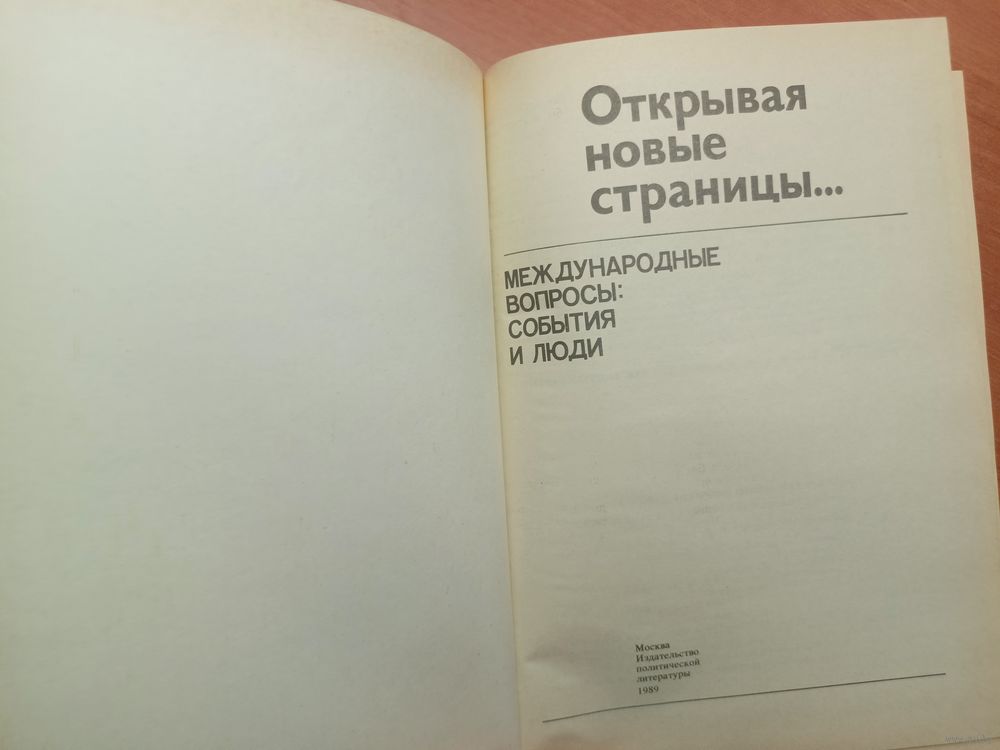 Открывая
новые
страницы...
МЕЖДУНАРОДНЫЕ
ВОПРОСЫ:
СОБЫТИЯ
И ЛЮДИ
Москва
Издательство
политической
литературы
1989